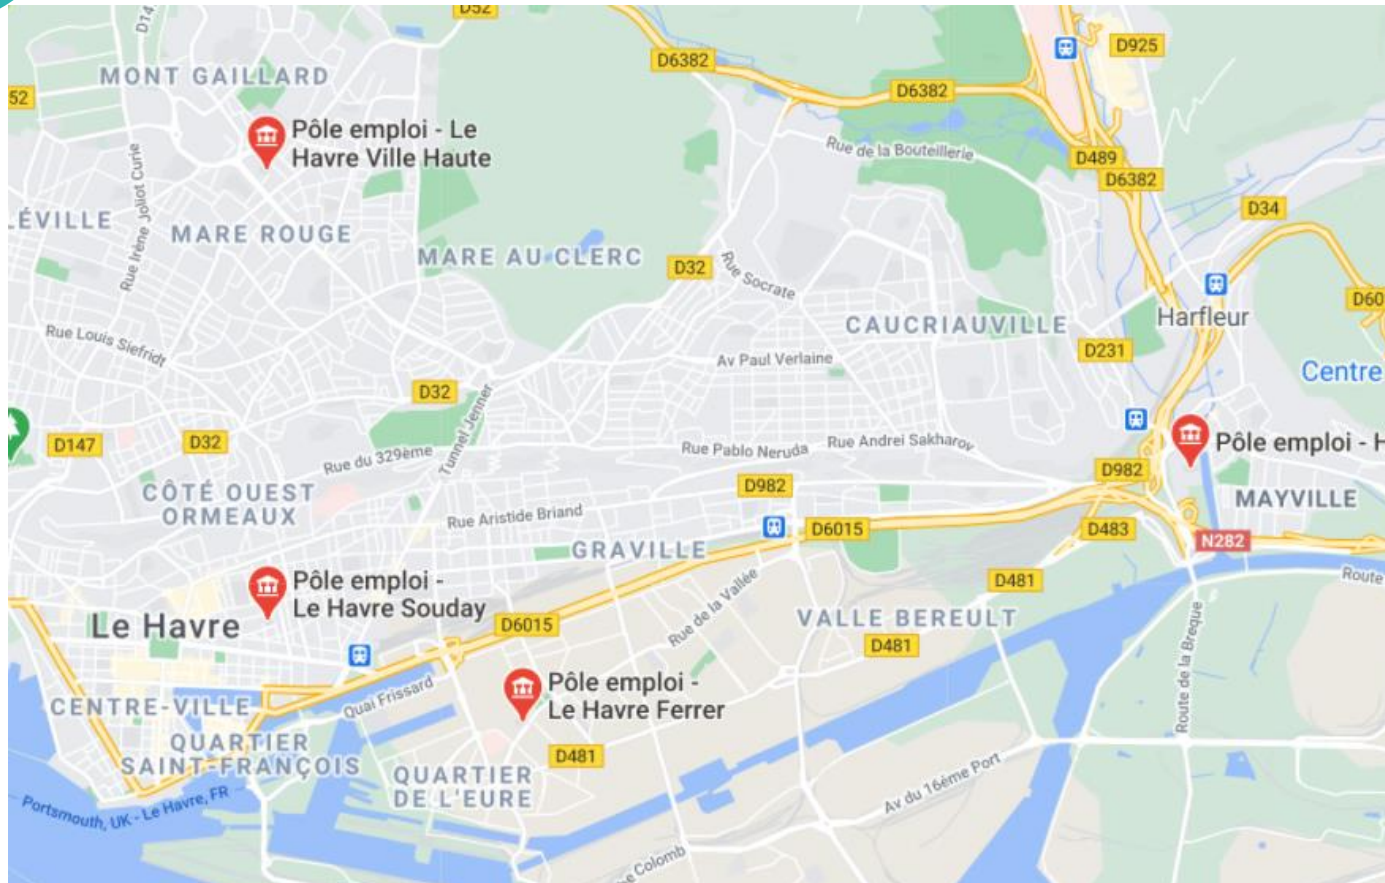 D52
D14
D925
D6382
MONT GAILLARD
D6382
52
Pôle emploi - Le
Havre Ville Haute
Rue de la Bouteillerie
D489
D6382
Rue Irène Joliot Curie
D34
LÉVILLE
MARE ROUGE
MARE AU CLERC
D32
Rue Socrate
D60
Harfleur
CAUCRIAUVILLE
Rue Louis Siefridt
D231
Av Paul Verlaine
Centre
D32
Tunnel Jenner
D147
D32
Rue du 329ème
Rue Pablo Neruda
Rue Andrei Sakharov
Pôle emploi - H
D982
D982
MAYVILLE
CÔTÉ OUEST
ORMEAUX
Rue Aristide Briand
D6015
D483
N282
GRAVILLE
Pôle emploi -
Le Havre Souday
D481
Route
Rue de la Vallée
VALLE BEREULT
Le Havre
D6015
D481
Route de la Breque
Pôle emploi -
Le Havre Ferrer
Quai Frissard
CENTRE-VILLE
QUARTIER
SAINT-FRANÇOIS
D481
QUARTIER
DE L'EURE
Av du 16ème Port
Portsmouth, UK - Le Havre, FR
e Colomb